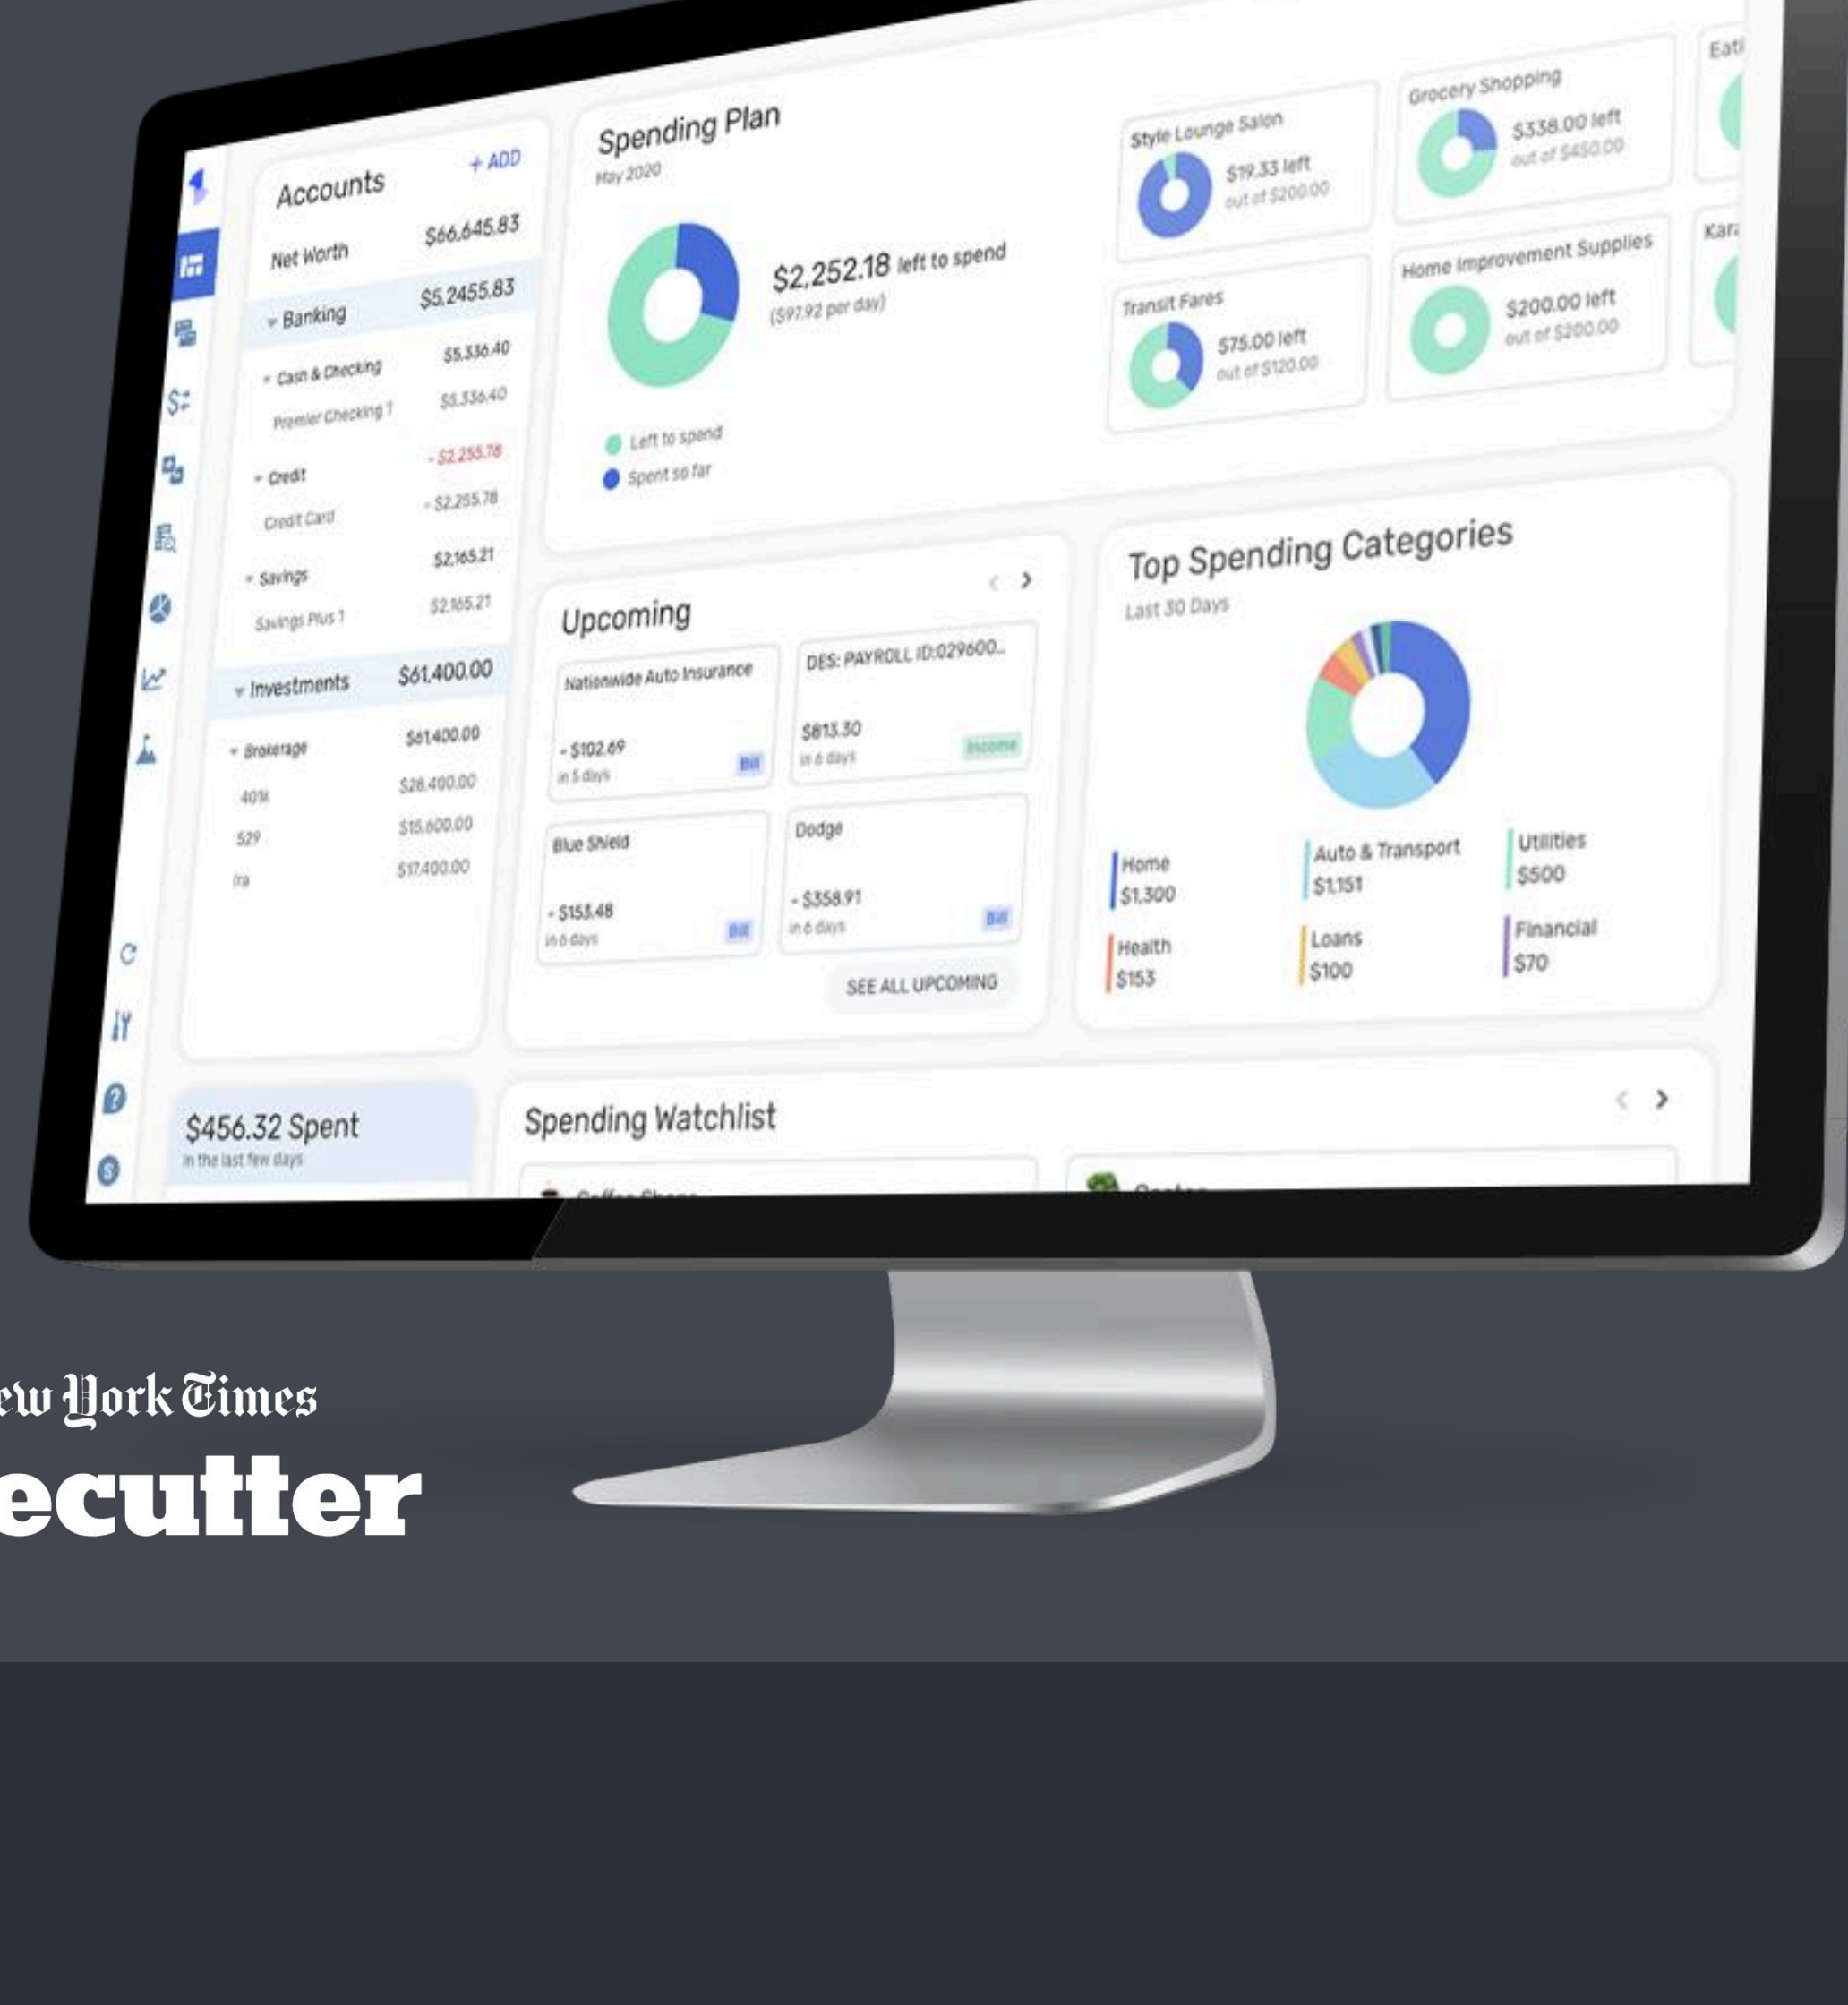 Accounts
+ ADD
Net Worth $66,645.83
Banking $5,2455.83
Cash & Checking $5,336.40
Premier Checking 1 $5,336.40
Credit - $2,255.78
Credit Card - $2,255.78
Savings $2,165.21
Savings Plus 1 $2,165.21
Investments $61,400.00
Brokerage $61,400.00
401k $28,400.00
529 $15,600.00
Ira $17,400.00
$456.32 Spent
in the last few days
Spending Plan
May 2020
$2,252.18 left to spend
($97.92 per day)
Left to spend
Spent so far
Style Lounge Salon
$19.33 left
out of $200.00
Grocery Shopping
$338.00 left
out of $450.00
Eati
Transit Fares
$75.00 left
out of $120.00
Home Improvement Supplies
$200.00 left
out of $200.00
Kara
Upcoming
Nationwide Auto Insurance
- $102.69
in 5 days
Bill
DES: PAYROLL ID:029600...
$813.30
in 6 days
Income
Blue Shield
- $153.48
in 6 days
Bill
Dodge
- $358.91
in 6 days
Bill
SEE ALL UPCOMING
Top Spending Categories
Last 30 Days
Home
$1,300
Auto & Transport
$1,151
Utilities
$500
Health
$153
Loans
$100
Financial
$70
Spending Watchlist
ew York Times
ecutter